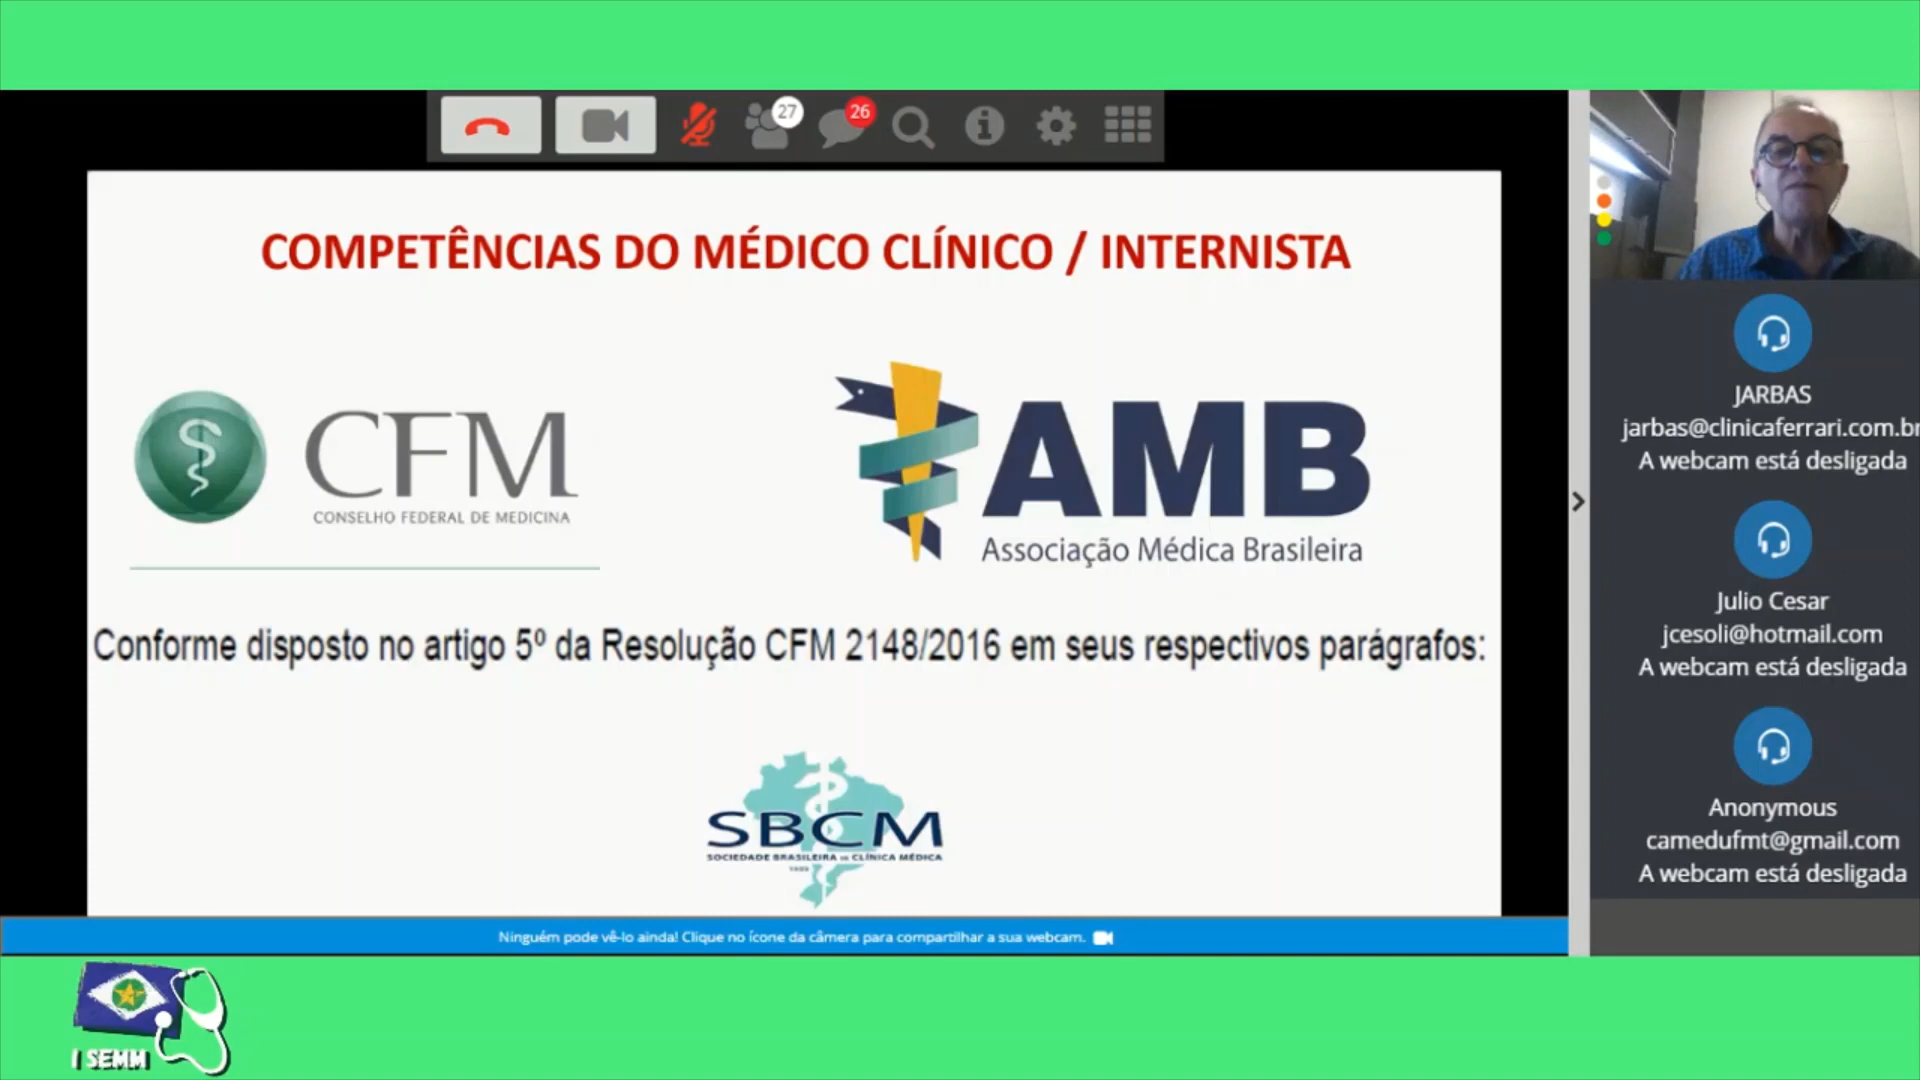 27
26
COMPETÊNCIAS DO MÉDICO CLÍNICO / INTERNISTA
CFM
CONSELHO FEDERAL DE MEDICINA
AMB
Associação Médica Brasileira
Conforme disposto no artigo 5º da Resolução CFM 2148/2016 em seus respectivos parágrafos:
SBCM
SOCIEDADE BRASILEIRA DE CLÍNICA MÉDICA
Ninguém pode vê-lo ainda! Clique no ícone da câmera para compartilhar a sua webcam.
JARBAS
jarbas@clinicaferrari.com.br
A webcam está desligada
Julio Cesar
jcesoli@hotmail.com
A webcam está desligada
Anonymous
camedufmt@gmail.com
A webcam está desligada
I SEMM